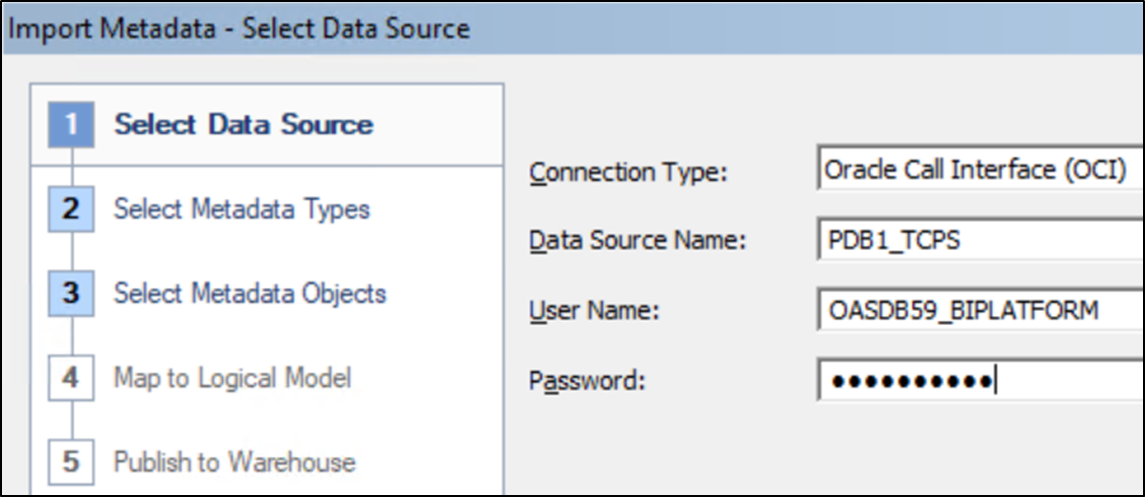 Import Metadata - Select Data Source
1 Select Data Source
2 Select Metadata Types
3 Select Metadata Objects
4 Map to Logical Model
5 Publish to Warehouse
Connection Type: Oracle Call Interface (OCI)
Data Source Name: PDB1_TCPS
User Name: OASDB59_BIPLATFORM
Password: ●●●●●●●●●●